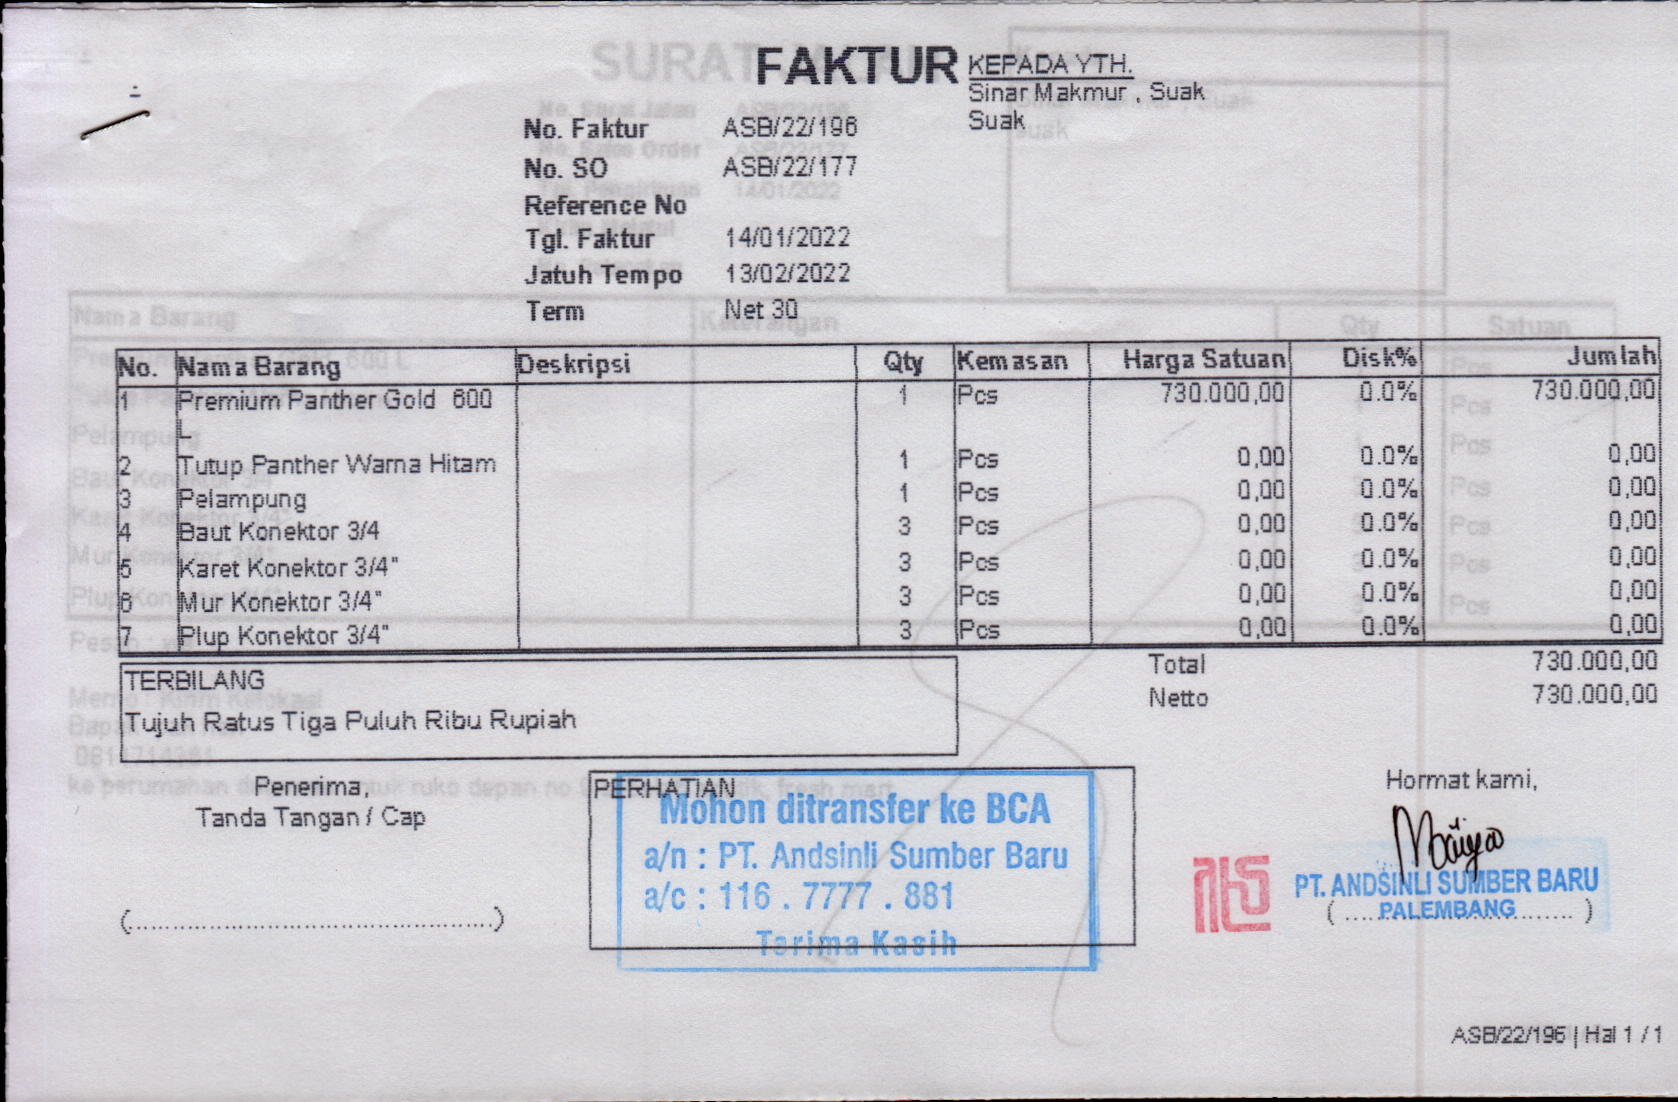 FAKTUR
KEPADA YTH.
Sinar Makmur , Suak
Suak
No. Faktur ASB/22/196
No. SO ASB/22/177
Reference No
Tgl. Faktur 14/01/2022
Jatuh Tempo 13/02/2022
Term Net 30
No. Nama Barang Deskripsi Qty Kemasan Harga Satuan Disk% Jumlah
1 Premium Panther Gold 600 1 Pcs 730.000,00 0.0% 730.000,00
L
2 Tutup Panther Warna Hitam 1 Pcs 0,00 0.0% 0,00
3 Pelampung 1 Pcs 0,00 0.0% 0,00
4 Baut Konektor 3/4 3 Pcs 0,00 0.0% 0,00
5 Karet Konektor 3/4" 3 Pcs 0,00 0.0% 0,00
6 Mur Konektor 3/4" 3 Pcs 0,00 0.0% 0,00
7 Plup Konektor 3/4" 3 Pcs 0,00 0.0% 0,00
Total 730.000,00
Netto 730.000,00
TERBILANG
Tujuh Ratus Tiga Puluh Ribu Rupiah
Penerima,
Tanda Tangan / Cap
(..............................................)
PERHATIAN
Mohon ditransfer ke BCA
a/n : PT. Andsinli Sumber Baru
a/c : 116 . 7777 . 881
Terima Kasih
Hormat kami,
PT. ANDSINLI SUMBER BARU
PALEMBANG
ASB/22/196 | Hal 1 / 1